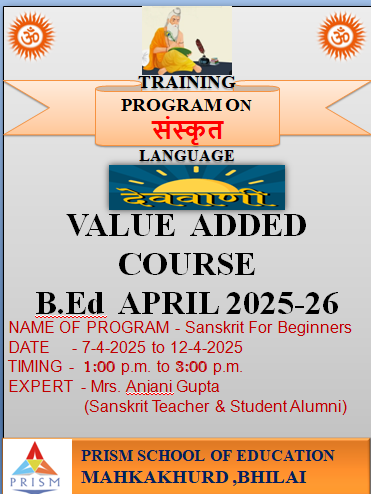 ॐ ॐ
TRAINING
PROGRAM ON
संस्कृत
LANGUAGE
देववाणी
VALUE ADDED
COURSE
B.Ed APRIL 2025-26
NAME OF PROGRAM - Sanskrit For Beginners
DATE - 7-4-2025 to 12-4-2025
TIMING - 1:00 p.m. to 3:00 p.m.
EXPERT - Mrs. Anjani Gupta
(Sanskrit Teacher & Student Alumni)
PRISM
PRISM SCHOOL OF EDUCATION
MAHKAKHURD ,BHILAI